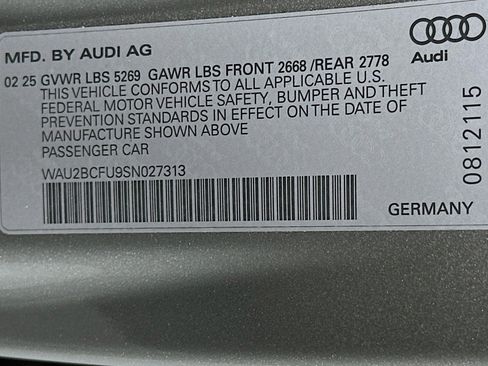 MFD. BY AUDI AG
Audi
02 25 GVWR LBS 5269 GAWR LBS FRONT 2668 /REAR 2778
THIS VEHICLE CONFORMS TO ALL APPLICABLE U.S.
FEDERAL MOTOR VEHICLE SAFETY, BUMPER AND THEFT
PREVENTION STANDARDS IN EFFECT ON THE DATE OF
MANUFACTURE SHOWN ABOVE
PASSENGER CAR
WAU2BCFU9SN027313
0812115
GERMANY